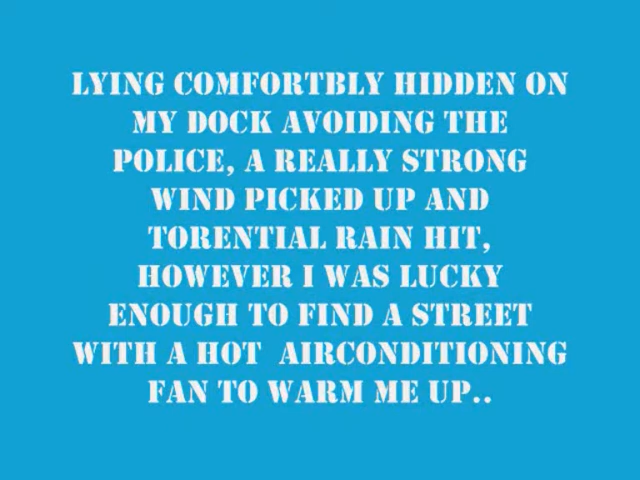 LYING COMFORTBLY HIDDEN ON
MY DOCK AVOIDING THE
POLICE, A REALLY STRONG
WIND PICKED UP AND
TORENTIAL RAIN HIT,
HOWEVER I WAS LUCKY
ENOUGH TO FIND A STREET
WITH A HOT AIRCONDITIONING
FAN TO WARM ME UP..